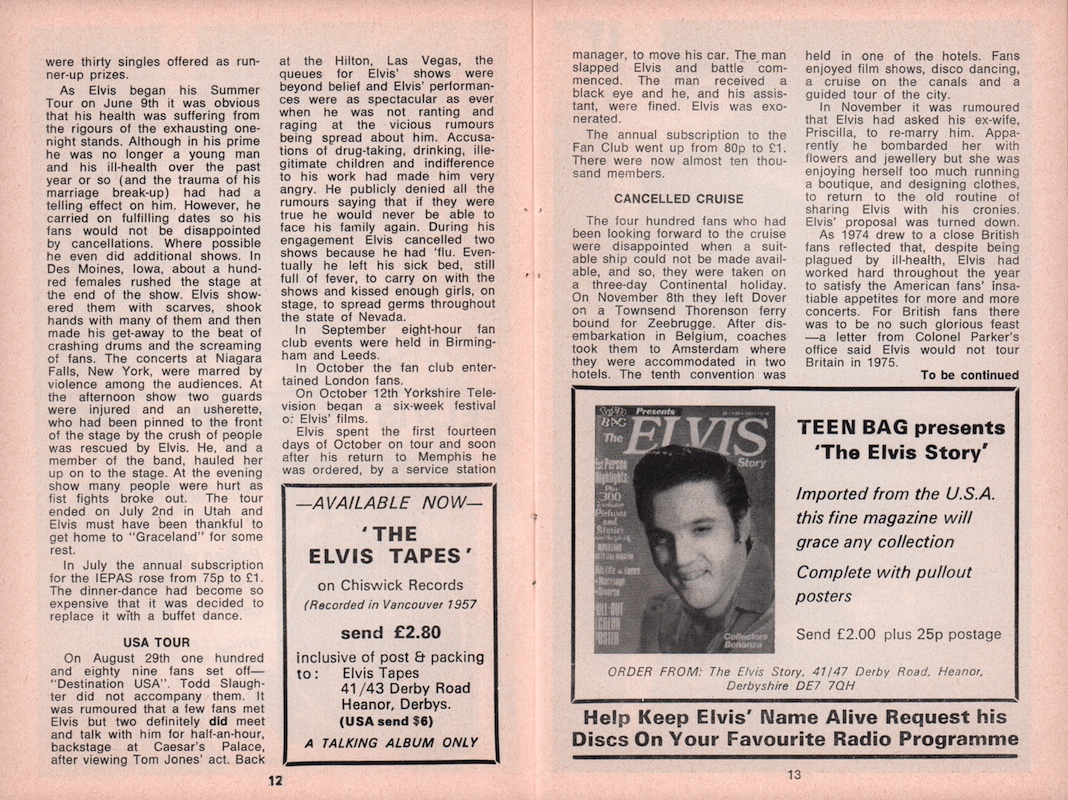 were thirty singles offered as run-
ner-up prizes.
As Elvis began his Summer
Tour on June 9th it was obvious
that his health was suffering from
the rigours of the exhausting one-
night stands. Although in his prime
he was no longer a young man
and his ill-health over the past
year or so (and the trauma of his
marriage break-up) had had a
telling effect on him. However, he
carried on fulfilling dates so his
fans would not be disappointed
by cancellations. Where possible
he even did additional shows. In
Des Moines, Iowa, about a hund-
red females rushed the stage at
the end of the show. Elvis show-
ered them with scarves, shook
hands with many of them and then
made his get-away to the beat of
crashing drums and the screaming
of fans. The concerts at Niagara
Falls, New York, were marred by
violence among the audiences. At
the afternoon show two guards
were injured and an usherette,
who had been pinned to the front
of the stage by the crush of people
was rescued by Elvis. He, and a
member of the band, hauled her
up on to the stage. At the evening
show many people were hurt as
fist fights broke out. The tour
ended on July 2nd in Utah and
Elvis must have been thankful to
get home to "Graceland" for some
rest.
In July the annual subscription
for the IEPAS rose from 75p to £1.
The dinner-dance had become so
expensive that it was decided to
replace it with a buffet dance.
USA TOUR
On August 29th one hundred
and eighty nine fans set off—
"Destination USA". Todd Slaugh-
ter did not accompany them. It
was rumoured that a few fans met
Elvis but two definitely did meet
and talk with him for half-an-hour,
backstage at Caesar's Palace,
after viewing Tom Jones' act. Back
at the Hilton, Las Vegas, the
queues for Elvis' shows were
beyond belief and Elvis' performan-
ces were as spectacular as ever
when he was not ranting and
raging at the vicious rumours
being spread about him. Accusa-
tions of drug-taking, drinking, ille-
gitimate children and indifference
to his work had made him very
angry. He publicly denied all the
rumours saying that if they were
true he would never be able to
face his family again. During his
engagement Elvis cancelled two
shows because he had 'flu. Even-
tually he left his sick bed, still
full of fever, to carry on with the
shows and kissed enough girls, on
stage, to spread germs throughout
the state of Nevada.
In September eight-hour fan
club events were held in Birming-
ham and Leeds.
In October the fan club enter-
tained London fans.
On October 12th Yorkshire Tele-
vision began a six-week festival
o: Elvis' films.
Elvis spent the first fourteen
days of October on tour and soon
after his return to Memphis he
was ordered, by a service station
—AVAILABLE NOW—
'THE
ELVIS TAPES'
on Chiswick Records
(Recorded in Vancouver 1957
send £2.80
inclusive of post & packing
to: Elvis Tapes
41/43 Derby Road
Heanor, Derbys.
(USA send $6)
A TALKING ALBUM ONLY
12
manager, to move his car. The man
slapped Elvis and battle com-
menced. The man received a
black eye and he, and his assis-
tant, were fined. Elvis was exo-
nerated.
The annual subscription to the
Fan Club went up from 80p to £1.
There were now almost ten thou-
sand members.
CANCELLED CRUISE
The four hundred fans who had
been looking forward to the cruise
were disappointed when a suit-
able ship could not be made avail-
able, and so, they were taken on
a three-day Continental holiday.
On November 8th they left Dover
on a Townsend Thorenson ferry
bound for Zeebrugge. After dis-
embarkation in Belgium, coaches
took them to Amsterdam where
they were accommodated in two
hotels. The tenth convention was
held in one of the hotels. Fans
enjoyed film shows, disco dancing,
a cruise on the canals and a
guided tour of the city.
In November it was rumoured
that Elvis had asked his ex-wife,
Priscilla, to re-marry him. Appa-
rently he bombarded her with
flowers and jewellery but she was
enjoying herself too much running
a boutique, and designing clothes,
to return to the old routine of
sharing Elvis with his cronies.
Elvis' proposal was turned down.
As 1974 drew to a close British
fans reflected that, despite being
plagued by ill-health, Elvis had
worked hard throughout the year
to satisfy the American fans' insa-
tiable appetites for more and more
concerts. For British fans there
was to be no such glorious feast
—a letter from Colonel Parker's
office said Elvis would not tour
Britain in 1975.
To be continued
BAG Presents
The ELVIS
Story
Highlights
Plus
300
Pictures
and
Stories
Marriage
Divorce
COLOR
POSTER
Collectors
Bonanza
TEEN BAG presents
'The Elvis Story'
Imported from the U.S.A.
this fine magazine will
grace any collection
Complete with pullout
posters
Send £2.00 plus 25p postage
ORDER FROM: The Elvis Story, 41/47 Derby Road, Heanor,
Derbyshire DE7 7QH
Help Keep Elvis' Name Alive Request his
Discs On Your Favourite Radio Programme
13